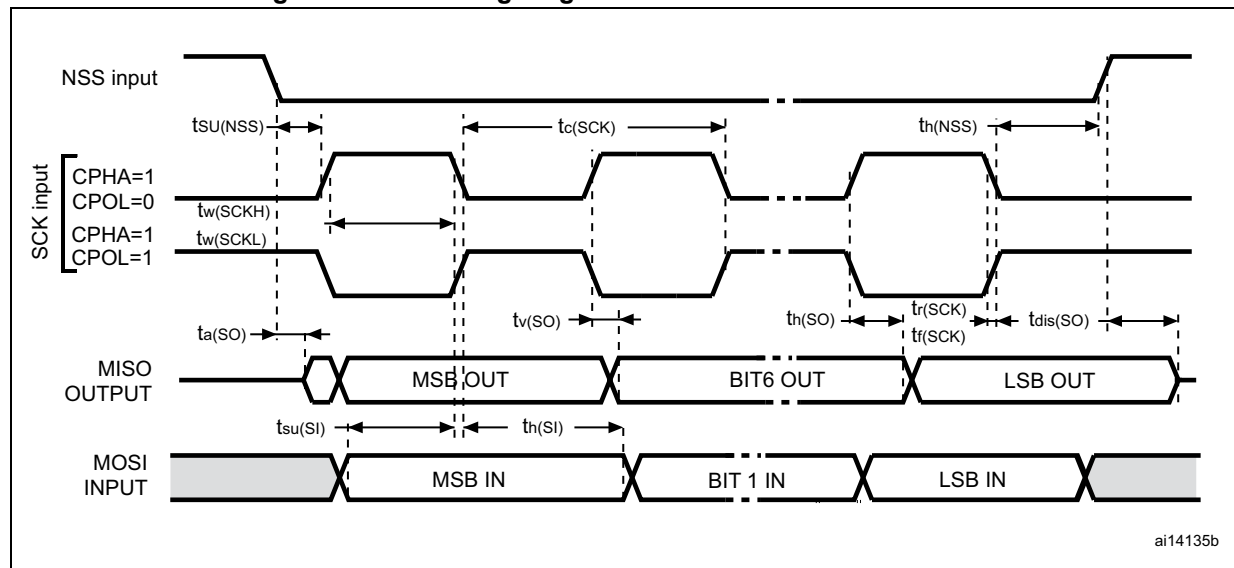 NSS input
tSU(NSS)
tc(SCK)
th(NSS)
SCK input
CPHA=1
CPOL=0
tw(SCKH)
CPHA=1
tw(SCKL)
CPOL=1
ta(SO)
tv(SO)
th(SO)
tr(SCK)
tf(SCK)
tdis(SO)
MISO
OUTPUT
MSB OUT
BIT6 OUT
LSB OUT
tsu(SI)
th(SI)
MOSI
INPUT
MSB IN
BIT 1 IN
LSB IN
ai14135b